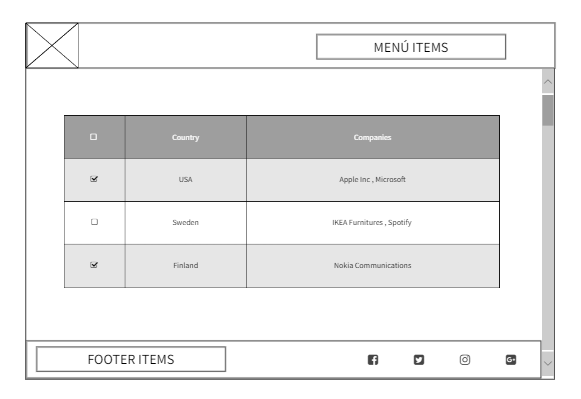 MENÚ ITEMS
Country Companies
USA Apple Inc , Microsoft
Sweden IKEA Furnitures , Spotify
Finland Nokia Communications
FOOTER ITEMS G+